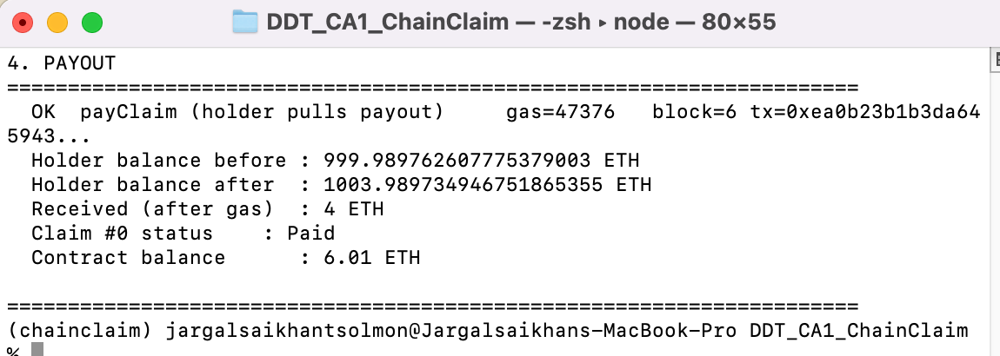 DDT_CA1_ChainClaim — -zsh ▸ node — 80×55
4. PAYOUT
======================================================================
OK  payClaim (holder pulls payout)     gas=47376   block=6 tx=0xea0b23b1b3da64
5943...
Holder balance before : 999.989762607775379003 ETH
Holder balance after  : 1003.989734946751865355 ETH
Received (after gas)  : 4 ETH
Claim #0 status    : Paid
Contract balance      : 6.01 ETH
======================================================================
(chainclaim) jargalsaikhantsolmon@Jargalsaikhans-MacBook-Pro DDT_CA1_ChainClaim
%